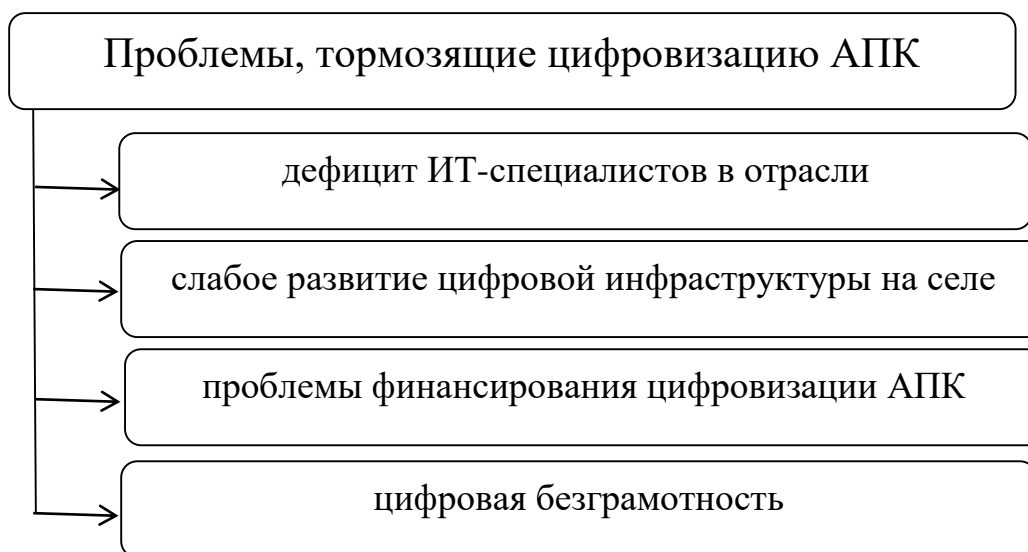 Проблемы, тормозящие цифровизацию АПК
дефицит ИТ-специалистов в отрасли
слабое развитие цифровой инфраструктуры на селе
проблемы финансирования цифровизации АПК
цифровая безграмотность